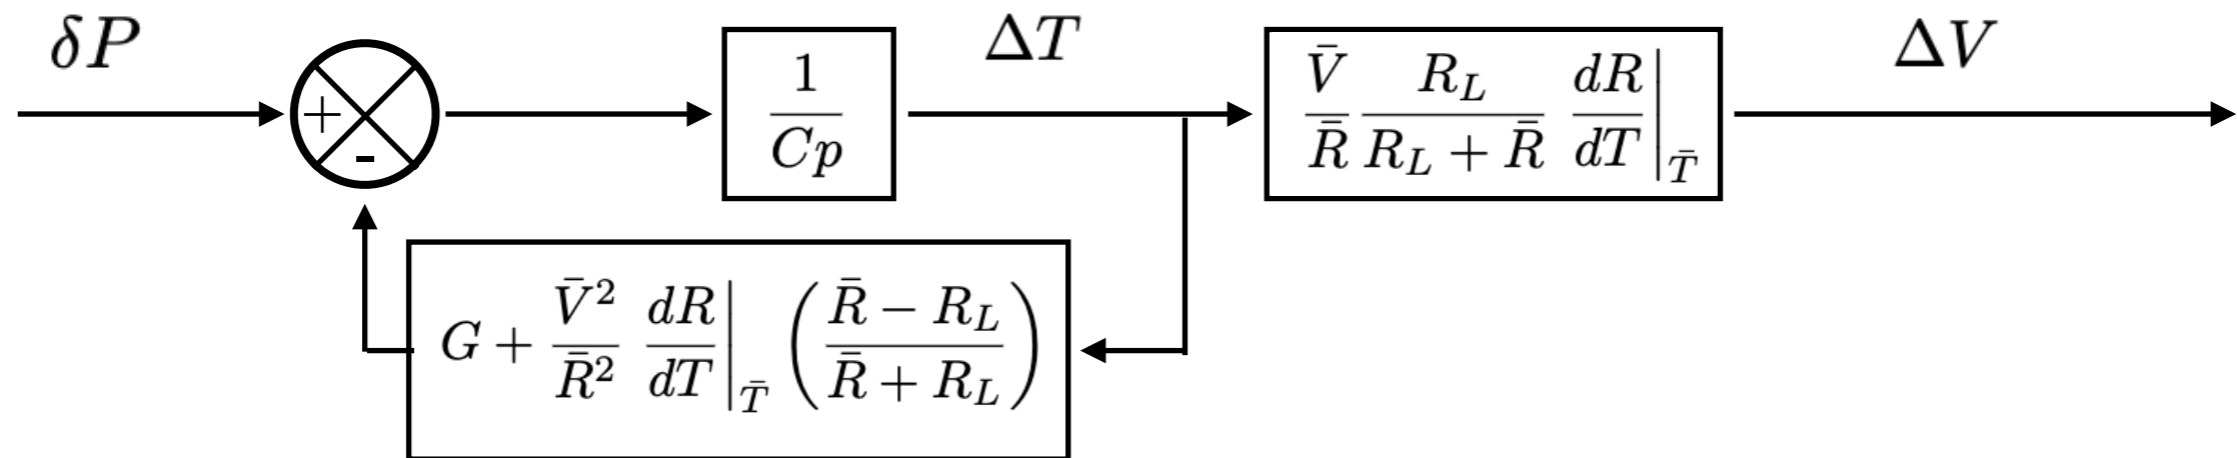 δP
+
-
1/Cp
ΔT
V̄/R̄ R_L/(R_L + R̄) dR/dT|_T̄
ΔV
G + V̄²/R̄² dR/dT|_T̄ ((R̄ − R_L)/(R̄ + R_L))